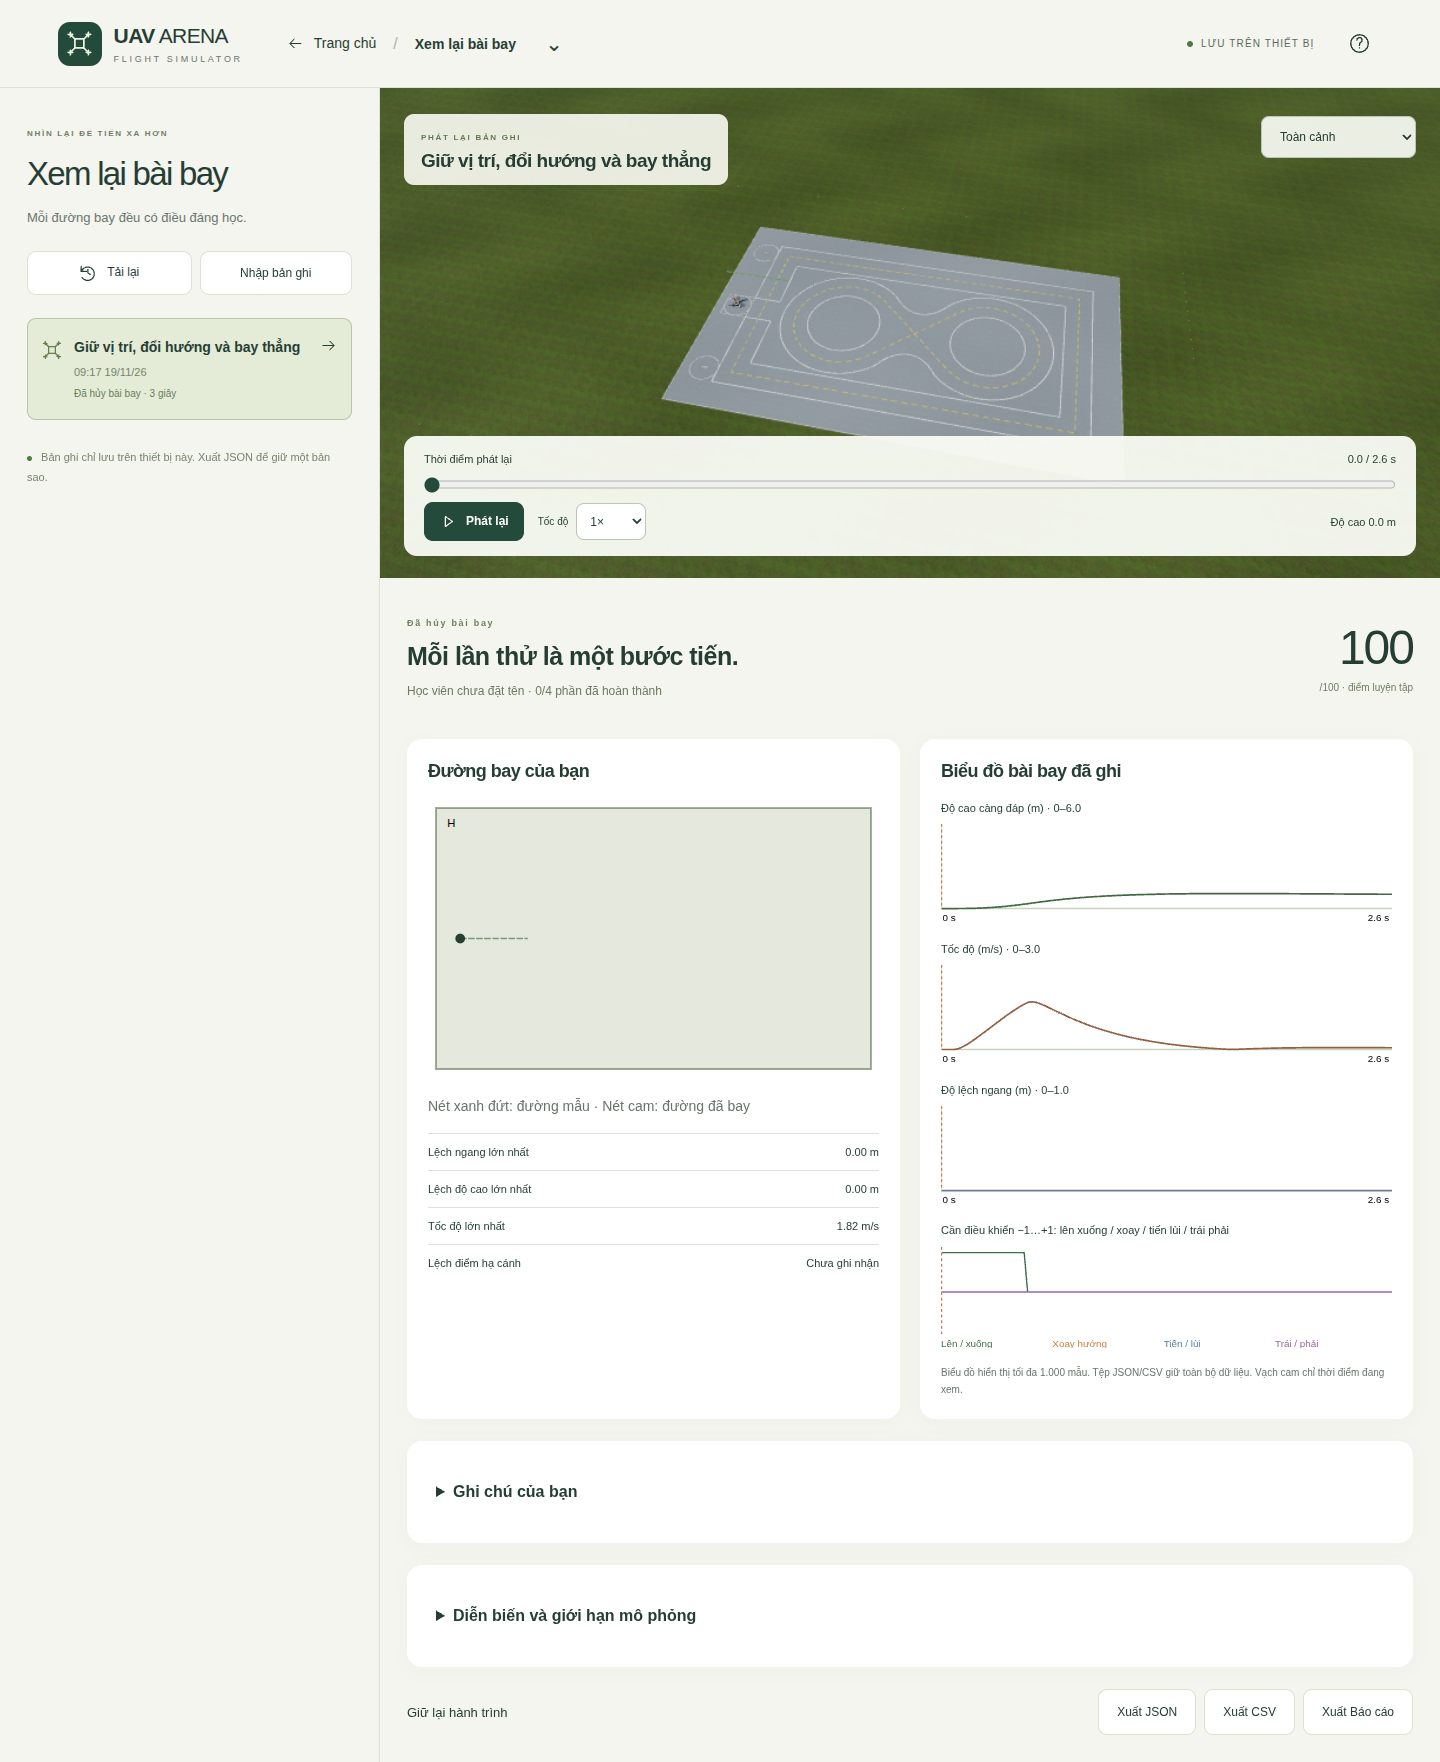 UAV ARENA
FLIGHT SIMULATOR
Trang chủ / Xem lại bài bay
LƯU TRÊN THIẾT BỊ
NHÌN LẠI ĐỂ TIẾN XA HƠN
Xem lại bài bay
Mỗi đường bay đều có điều đáng học.
Tải lại
Nhập bản ghi
Giữ vị trí, đổi hướng và bay thẳng
09:17 19/11/26
Đã hủy bài bay · 3 giây
Bản ghi chỉ lưu trên thiết bị này. Xuất JSON để giữ một bản
sao.
PHÁT LẠI BẢN GHI
Giữ vị trí, đổi hướng và bay thẳng
Toàn cảnh
Thời điểm phát lại
0.0 / 2.6 s
Phát lại
Tốc độ
1×
Độ cao 0.0 m
Đã hủy bài bay
Mỗi lần thử là một bước tiến.
Học viên chưa đặt tên · 0/4 phần đã hoàn thành
100
/100 · điểm luyện tập
Đường bay của bạn
H
Nét xanh đứt: đường mẫu · Nét cam: đường đã bay
Lệch ngang lớn nhất 0.00 m
Lệch độ cao lớn nhất 0.00 m
Tốc độ lớn nhất 1.82 m/s
Lệch điểm hạ cánh Chưa ghi nhận
Biểu đồ bài bay đã ghi
Độ cao càng đáp (m) · 0–6.0
0 s 2.6 s
Tốc độ (m/s) · 0–3.0
0 s 2.6 s
Độ lệch ngang (m) · 0–1.0
0 s 2.6 s
Cần điều khiển −1…+1: lên xuống / xoay / tiến lùi / trái phải
Lên / xuống Xoay hướng Tiến / lùi Trái / phải
Biểu đồ hiển thị tối đa 1.000 mẫu. Tệp JSON/CSV giữ toàn bộ dữ liệu. Vạch cam chỉ thời điểm đang
xem.
Ghi chú của bạn
Diễn biến và giới hạn mô phỏng
Giữ lại hành trình
Xuất JSON
Xuất CSV
Xuất Báo cáo